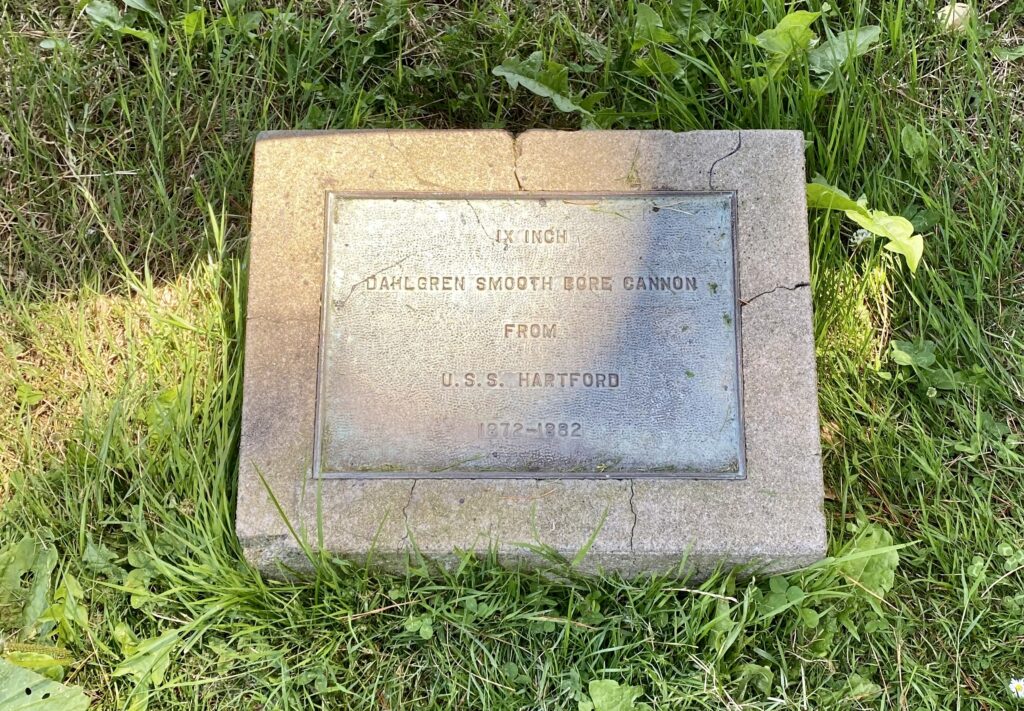 IX INCH
DAHLGREN SMOOTH BORE CANNON
FROM
U.S.S. HARTFORD
1872-1882